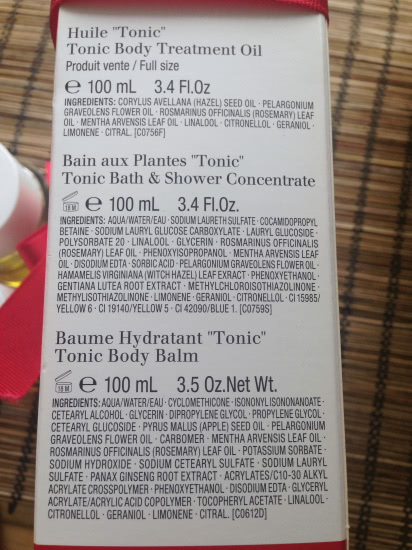 Huile "Tonic"
Tonic Body Treatment Oil
Produit vente / Full size
℮ 100 mL 3.4 Fl.Oz
INGREDIENTS: CORYLUS AVELLANA (HAZEL) SEED OIL · PELARGONIUM
GRAVEOLENS FLOWER OIL · ROSMARINUS OFFICINALIS (ROSEMARY) LEAF
OIL · MENTHA ARVENSIS LEAF OIL · LINALOOL · CITRONELLOL · GERANIOL ·
LIMONENE · CITRAL. [C0756F]
Bain aux Plantes "Tonic"
Tonic Bath & Shower Concentrate
18 M ℮ 100 mL 3.4 Fl.Oz.
INGREDIENTS: AQUA/WATER/EAU · SODIUM LAURETH SULFATE · COCAMIDOPROPYL
BETAINE · SODIUM LAURYL GLUCOSE CARBOXYLATE · LAURYL GLUCOSIDE ·
POLYSORBATE 20 · LINALOOL · GLYCERIN · ROSMARINUS OFFICINALIS
(ROSEMARY) LEAF OIL · PHENOXYISOPROPANOL · MENTHA ARVENSIS LEAF
OIL · DISODIUM EDTA · SORBIC ACID · PELARGONIUM GRAVEOLENS FLOWER OIL ·
HAMAMELIS VIRGINIANA (WITCH HAZEL) LEAF EXTRACT · PHENOXYETHANOL ·
GENTIANA LUTEA ROOT EXTRACT · METHYLCHLOROISOTHIAZOLINONE ·
METHYLISOTHIAZOLINONE · LIMONENE · GERANIOL · CITRONELLOL · CI 15985/
YELLOW 6 · CI 19140/YELLOW 5 · CI 42090/BLUE 1. [C0759S]
Baume Hydratant "Tonic"
Tonic Body Balm
18 M ℮ 100 mL 3.5 Oz.Net Wt.
INGREDIENTS: AQUA/WATER/EAU · CYCLOMETHICONE · ISONONYL ISONONANOATE ·
CETEARYL ALCOHOL · GLYCERIN · DIPROPYLENE GLYCOL · PROPYLENE GLYCOL ·
CETEARYL GLUCOSIDE · PYRUS MALUS (APPLE) SEED OIL · PELARGONIUM
GRAVEOLENS FLOWER OIL · CARBOMER · MENTHA ARVENSIS LEAF OIL ·
ROSMARINUS OFFICINALIS (ROSEMARY) LEAF OIL · POTASSIUM SORBATE ·
SODIUM HYDROXIDE · SODIUM CETEARYL SULFATE · SODIUM LAURYL
SULFATE · PANAX GINSENG ROOT EXTRACT · ACRYLATES/C10-30 ALKYL
ACRYLATE CROSSPOLYMER · PHENOXYETHANOL · DISODIUM EDTA · GLYCERYL
ACRYLATE/ACRYLIC ACID COPOLYMER · TOCOPHERYL ACETATE · LINALOOL ·
CITRONELLOL · GERANIOL · LIMONENE · CITRAL. [C0612D]